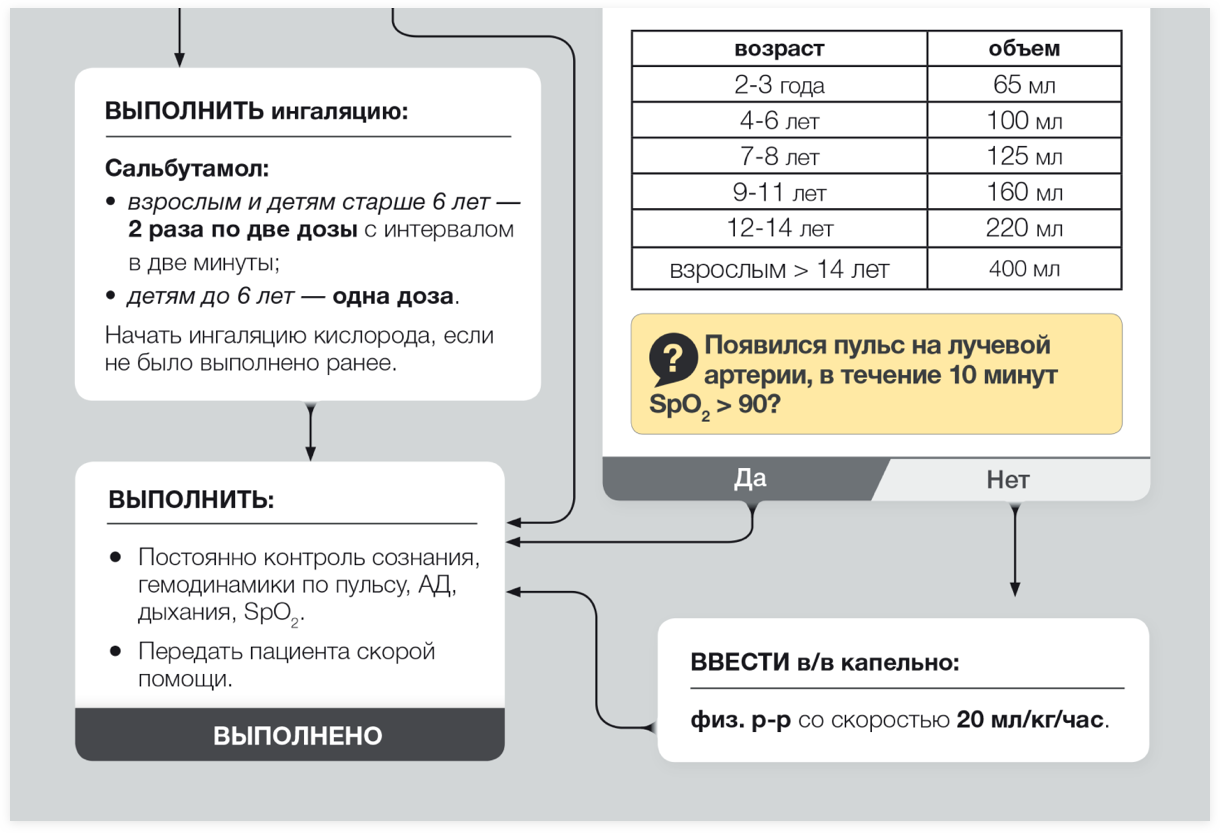 ВЫПОЛНИТЬ ингаляцию:
Сальбутамол:
• взрослым и детям старше 6 лет —
2 раза по две дозы с интервалом
в две минуты;
• детям до 6 лет — одна доза.
Начать ингаляцию кислорода, если
не было выполнено ранее.
ВЫПОЛНИТЬ:
• Постоянно контроль сознания,
гемодинамики по пульсу, АД,
дыхания, SpO₂.
• Передать пациента скорой
помощи.
ВЫПОЛНЕНО
возраст объем
2-3 года 65 мл
4-6 лет 100 мл
7-8 лет 125 мл
9-11 лет 160 мл
12-14 лет 220 мл
взрослым > 14 лет 400 мл
? Появился пульс на лучевой
артерии, в течение 10 минут
SpO₂ > 90?
Да Нет
ВВЕСТИ в/в капельно:
физ. р-р со скоростью 20 мл/кг/час.